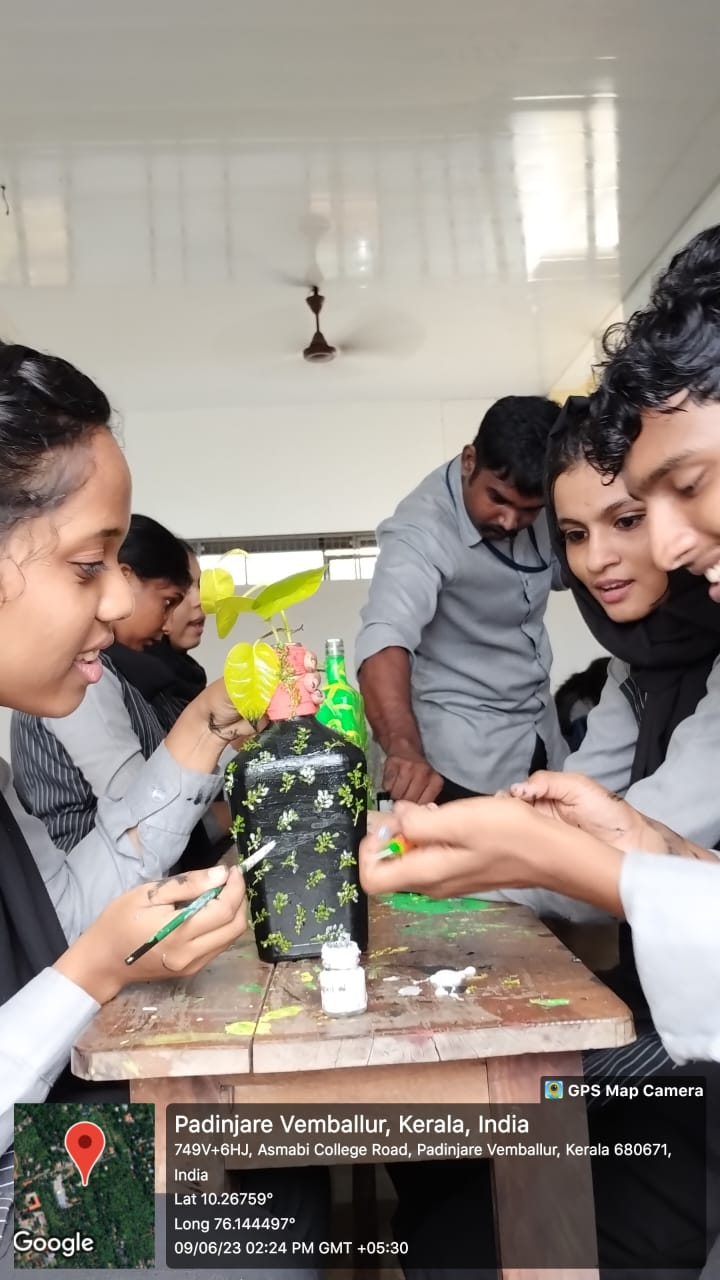 GPS Map Camera
Padinjare Vemballur, Kerala, India
749V+6HJ, Asmabi College Road, Padinjare Vemballur, Kerala 680671,
India
Lat 10.26759°
Long 76.144497°
09/06/23 02:24 PM GMT +05:30
Google